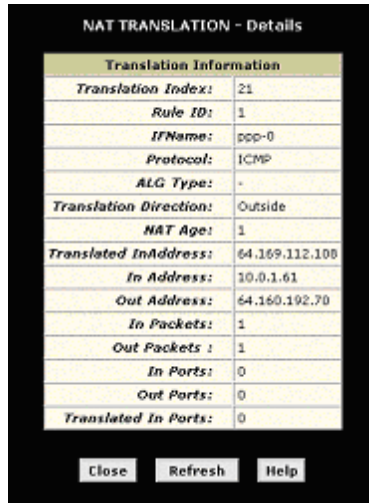 NAT TRANSLATION - Details
Translation Information
Translation Index: 21
Rule ID: 1
IFName: ppp-0
Protocol: ICMP
ALG Type: -
Translation Direction: Outside
NAT Age: 1
Translated InAddress: 64.169.112.108
In Address: 10.0.1.61
Out Address: 64.160.192.70
In Packets: 1
Out Packets : 1
In Ports: 0
Out Ports: 0
Translated In Ports: 0
Close Refresh Help